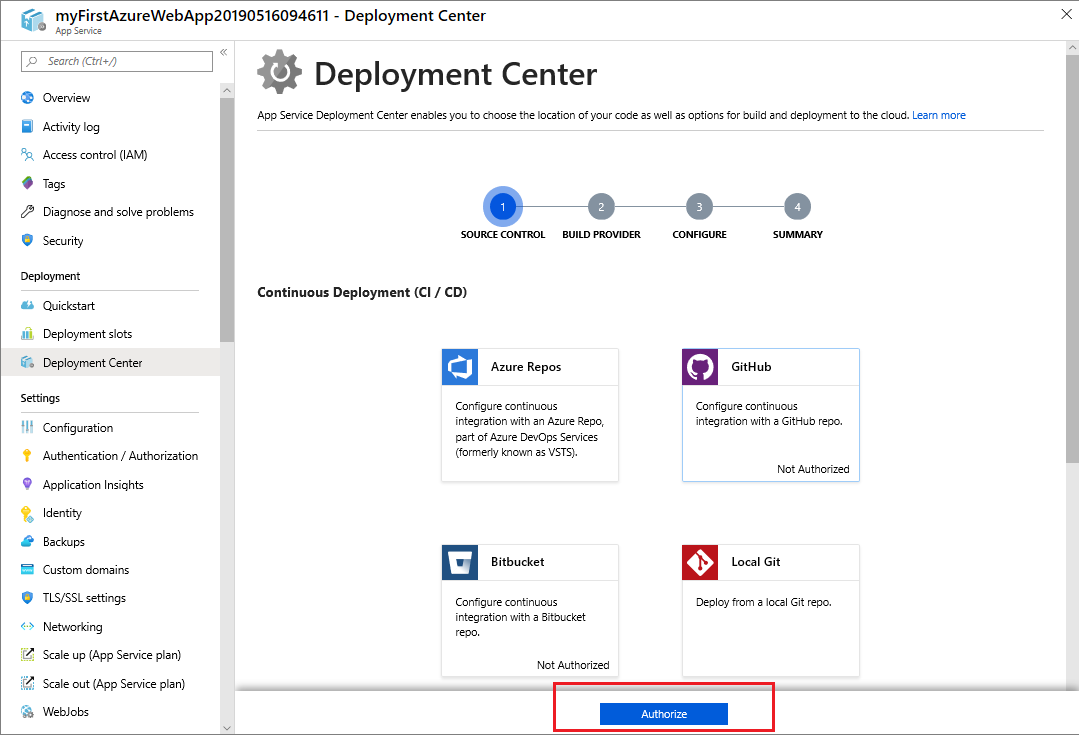 myFirstAzureWebApp20190516094611 - Deployment Center
App Service
Search (Ctrl+/)
Overview
Activity log
Access control (IAM)
Tags
Diagnose and solve problems
Security
Deployment
Quickstart
Deployment slots
Deployment Center
Settings
Configuration
Authentication / Authorization
Application Insights
Identity
Backups
Custom domains
TLS/SSL settings
Networking
Scale up (App Service plan)
Scale out (App Service plan)
WebJobs
Deployment Center
App Service Deployment Center enables you to choose the location of your code as well as options for build and deployment to the cloud. Learn more
1 2 3 4
SOURCE CONTROL BUILD PROVIDER CONFIGURE SUMMARY
Continuous Deployment (CI / CD)
Azure Repos
Configure continuous
integration with an Azure Repo,
part of Azure DevOps Services
(formerly known as VSTS).
GitHub
Configure continuous
integration with a GitHub repo.
Not Authorized
Bitbucket
Configure continuous
integration with a Bitbucket
repo.
Not Authorized
Local Git
Deploy from a local Git repo.
Authorize